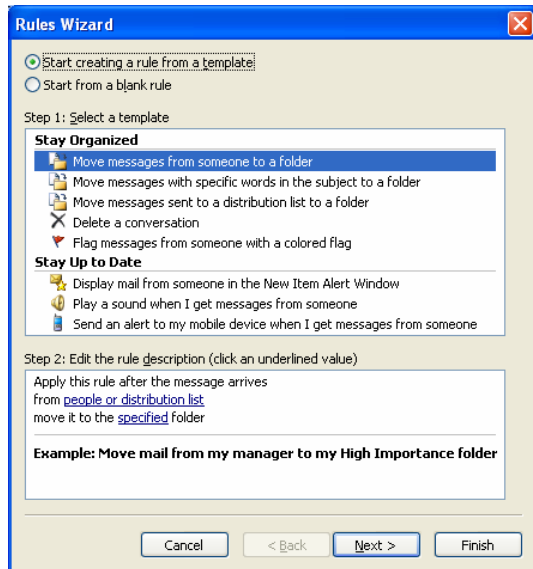 Rules Wizard
Start creating a rule from a template
Start from a blank rule
Step 1: Select a template
Stay Organized
Move messages from someone to a folder
Move messages with specific words in the subject to a folder
Move messages sent to a distribution list to a folder
Delete a conversation
Flag messages from someone with a colored flag
Stay Up to Date
Display mail from someone in the New Item Alert Window
Play a sound when I get messages from someone
Send an alert to my mobile device when I get messages from someone
Step 2: Edit the rule description (click an underlined value)
Apply this rule after the message arrives
from people or distribution list
move it to the specified folder
Example: Move mail from my manager to my High Importance folder
Cancel < Back Next > Finish